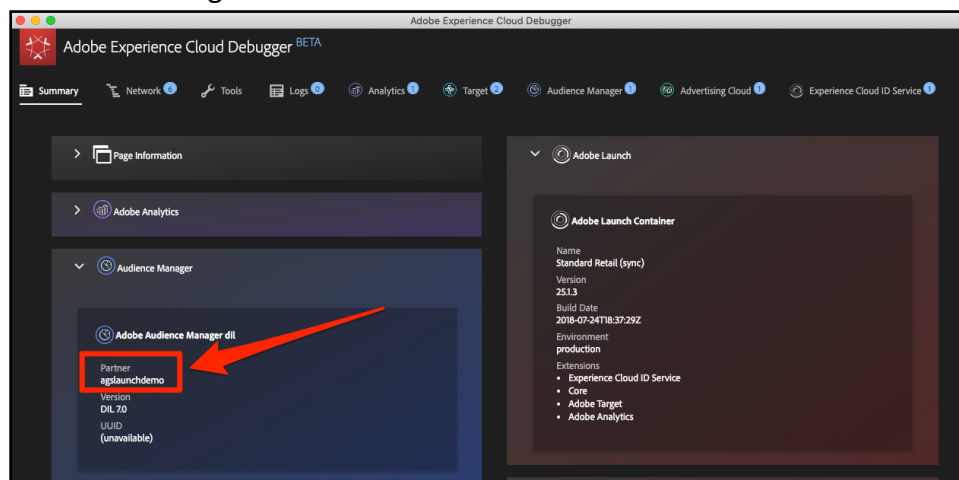 Adobe Experience Cloud Debugger
Adobe Experience Cloud Debugger BETA
Summary Network 6 Tools Logs 0 Analytics 1 Target 2 Audience Manager 1 Advertising Cloud 1 Experience Cloud ID Service 1
Page Information
Adobe Analytics
Audience Manager
Adobe Audience Manager dil
Partner
agslaunchdemo
Version
DIL 7.0
UUID
(unavailable)
Adobe Launch
Adobe Launch Container
Name
Standard Retail (sync)
Version
25.1.3
Build Date
2018-07-24T18:37:29Z
Environment
production
Extensions
• Experience Cloud ID Service
• Core
• Adobe Target
• Adobe Analytics